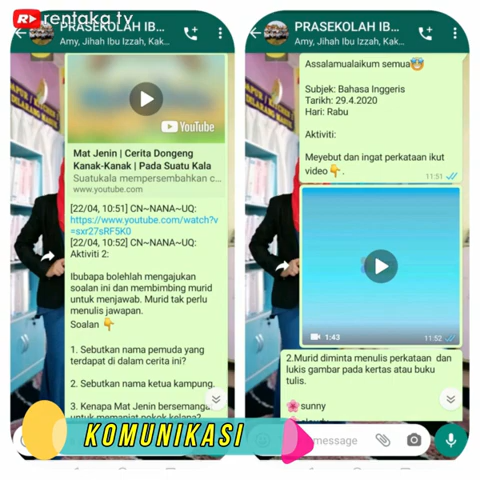 rentaka.tv
PRASEKOLAH IB...
Amy, Jihah Ibu Izzah, Kak...
YouTube
Mat Jenin | Cerita Dongeng
Kanak-Kanak | Pada Suatu Kala
Suatukala mempersembahkan c...
www.youtube.com
[22/04, 10:51] CN~NANA~UQ:
https://www.youtube.com/watch?
v=sxr27sRF5K0
[22/04, 10:52] CN~NANA~UQ:
Aktiviti 2:
Ibubapa bolehlah mengajukan
soalan ini dan membimbing murid
untuk menjawab. Murid tak perlu
menulis jawapan.
Soalan 👇
1. Sebutkan nama pemuda yang
terdapat di dalam cerita ini?
2. Sebutkan nama ketua kampung.
3. Kenapa Mat Jenin bersemangat
untuk memanjat pokok kelapa?
PRASEKOLAH IB...
Amy, Jihah Ibu Izzah, Kak...
Assalamualaikum semua
Subjek: Bahasa Inggeris
Tarikh: 29.4.2020
Hari: Rabu
Aktiviti:
Meyebut dan ingat perkataan ikut
video👇.
11:51
1:43
11:52
2.Murid diminta menulis perkataan dan
lukis gambar pada kertas atau buku
tulis.
🌸sunny
message
KOMUNIKASI